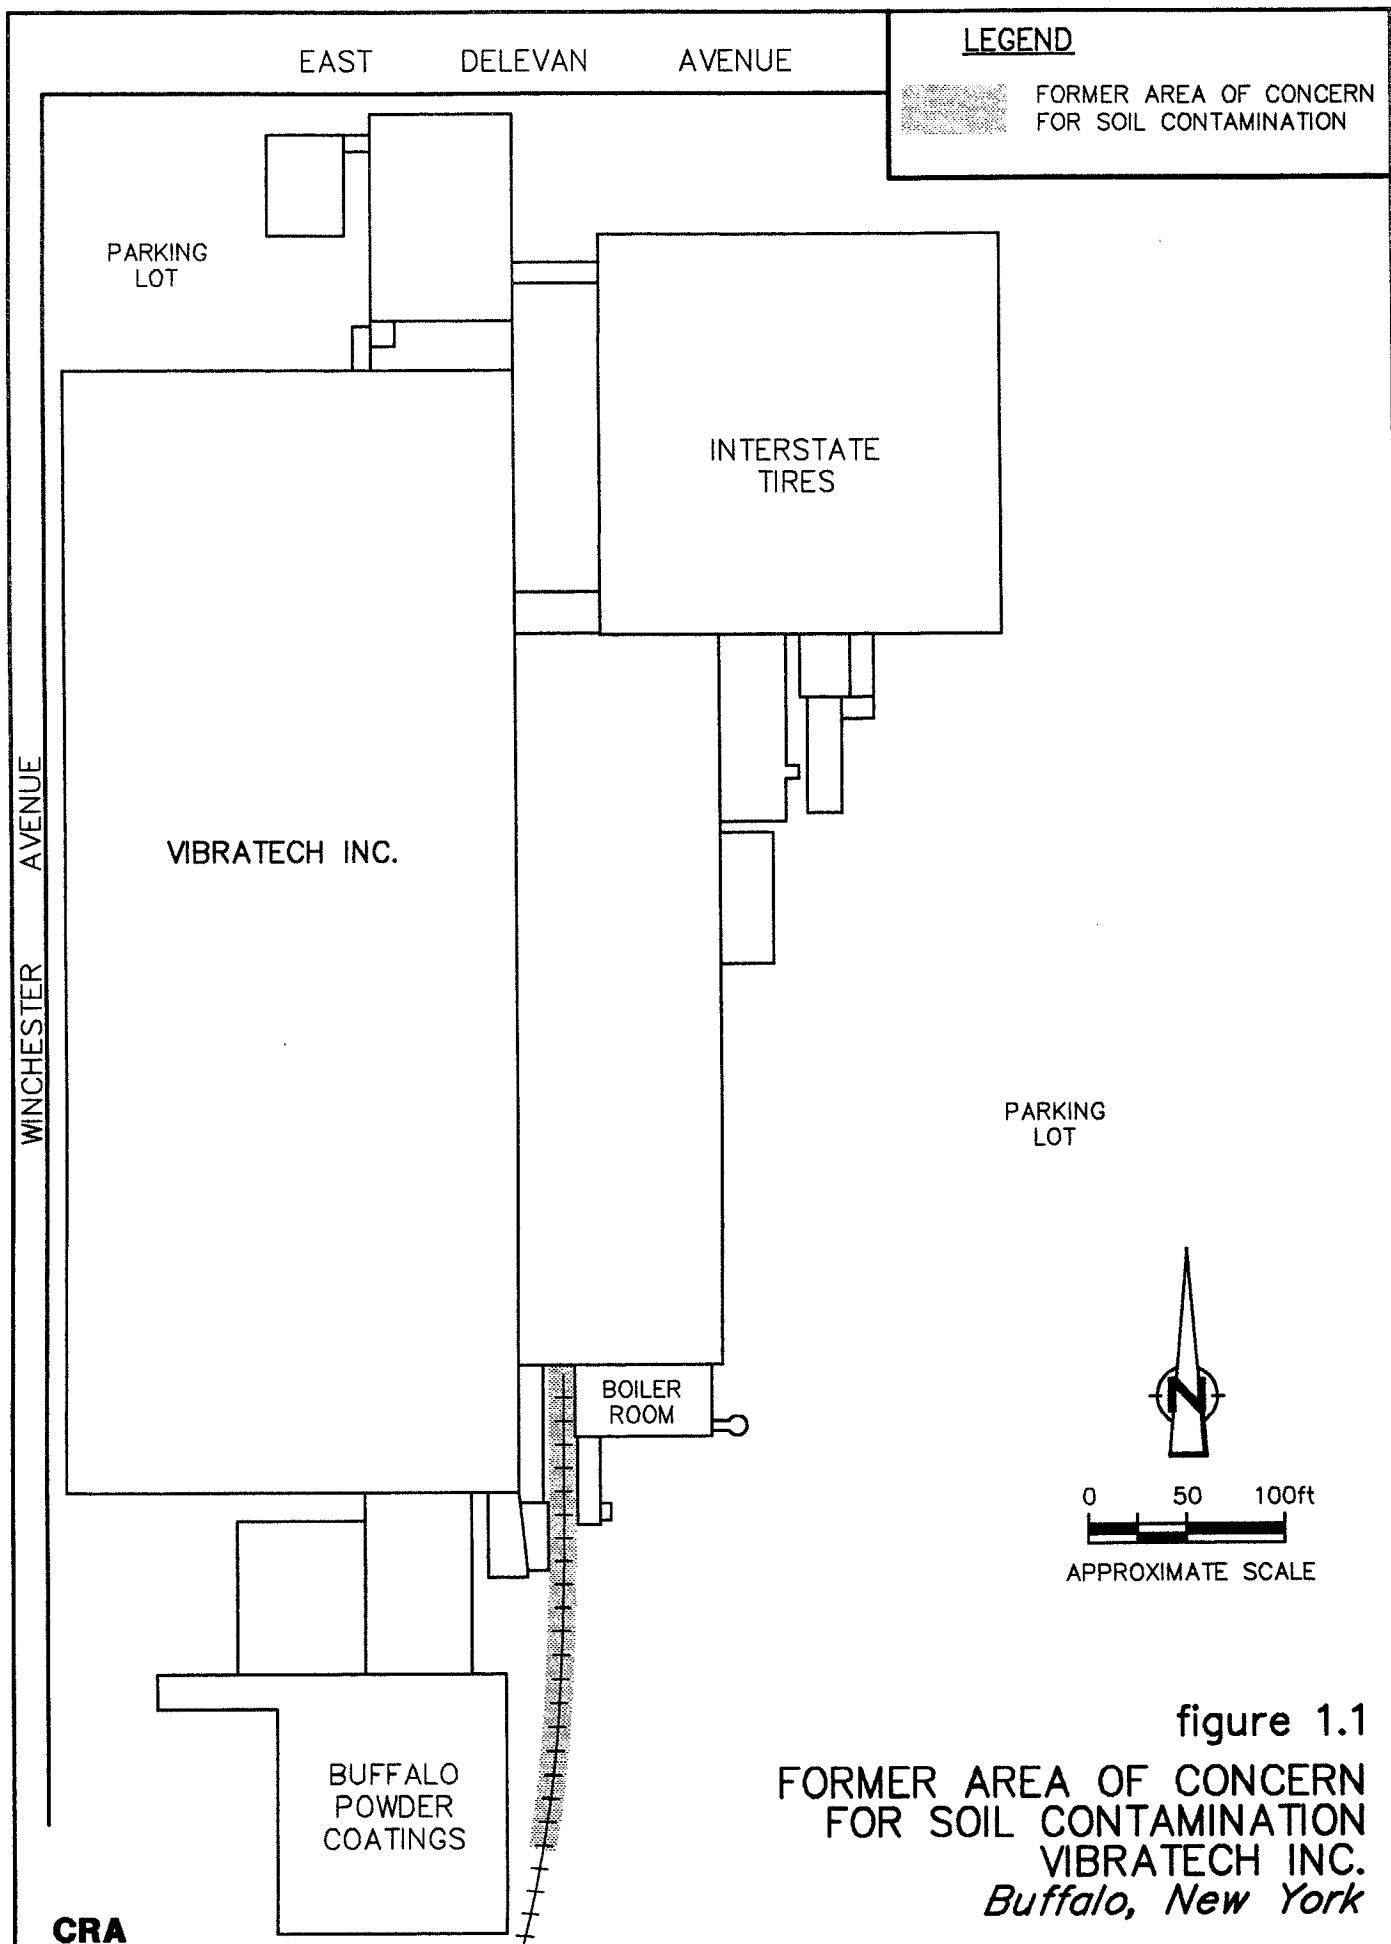 EAST DELEVAN AVENUE
LEGEND
FORMER AREA OF CONCERN
FOR SOIL CONTAMINATION
PARKING
LOT
INTERSTATE
TIRES
WINCHESTER AVENUE
VIBRATECH INC.
PARKING
LOT
BOILER
ROOM
N
0 50 100ft
APPROXIMATE SCALE
BUFFALO
POWDER
COATINGS
figure 1.1
FORMER AREA OF CONCERN
FOR SOIL CONTAMINATION
VIBRATECH INC.
Buffalo, New York
CRA